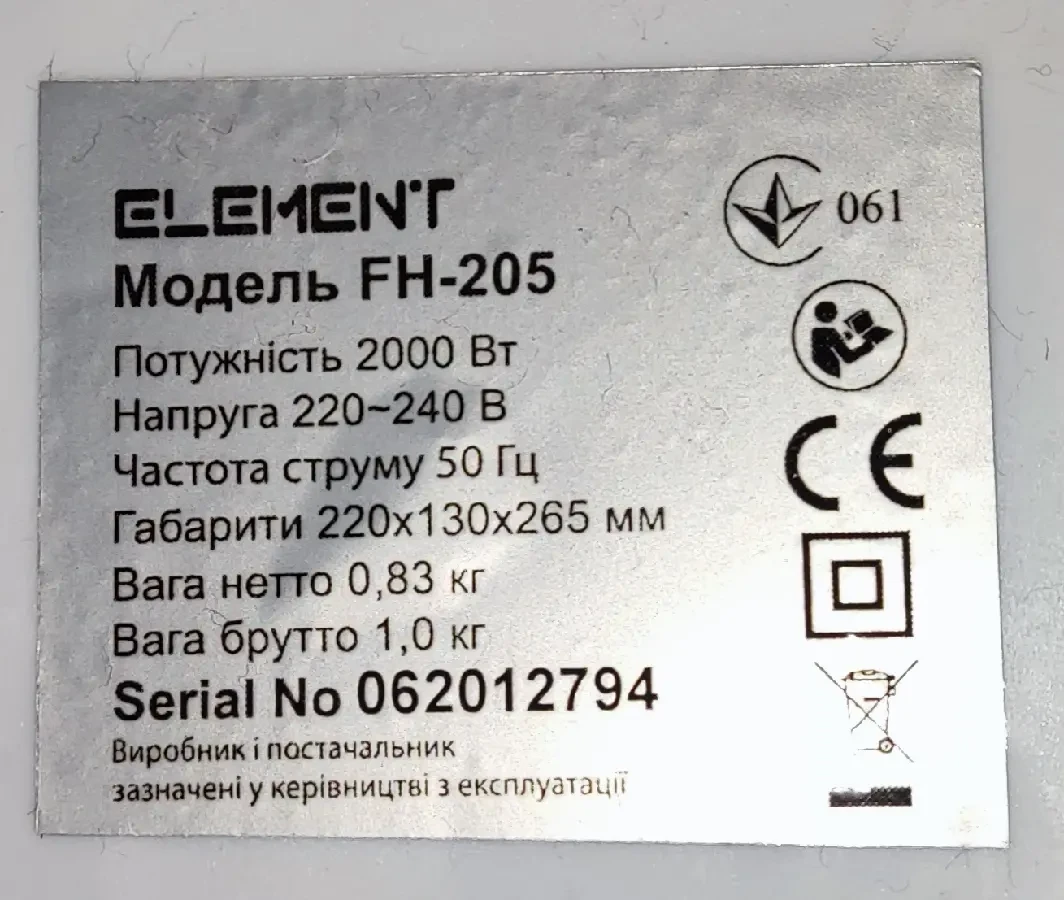 ELEMENT
061
Модель FH-205
Потужність 2000 Вт
Напруга 220~240 В
Частота струму 50 Гц
Габарити 220x130x265 мм
Вага нетто 0,83 кг
Вага брутто 1,0 кг
Serial No 062012794
Виробник і постачальник
зазначені у керівництві з експлуатації
CE